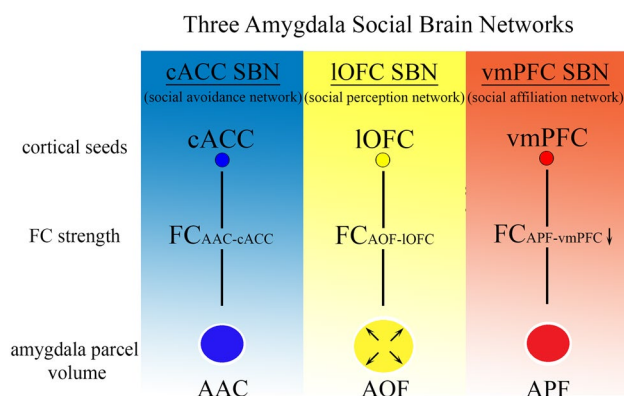 Three Amygdala Social Brain Networks
cACC SBN
(social avoidance network)
lOFC SBN
(social perception network)
vmPFC SBN
(social affiliation network)
cortical seeds
cACC
lOFC
vmPFC
FC strength
FCAAC-cACC
FCAOF-lOFC
FCAPF-vmPFC↓
amygdala parcel
volume
AAC
AOF
APF